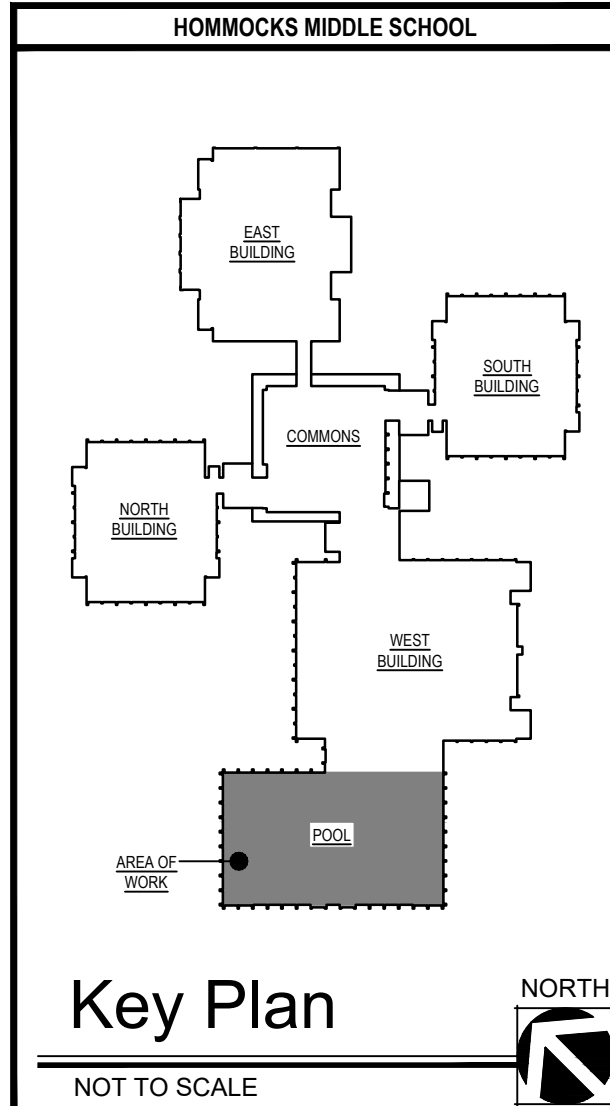 HOMMOCKS MIDDLE SCHOOL
EAST
BUILDING
SOUTH
BUILDING
COMMONS
NORTH
BUILDING
WEST
BUILDING
POOL
AREA OF
WORK
Key Plan
NORTH
NOT TO SCALE